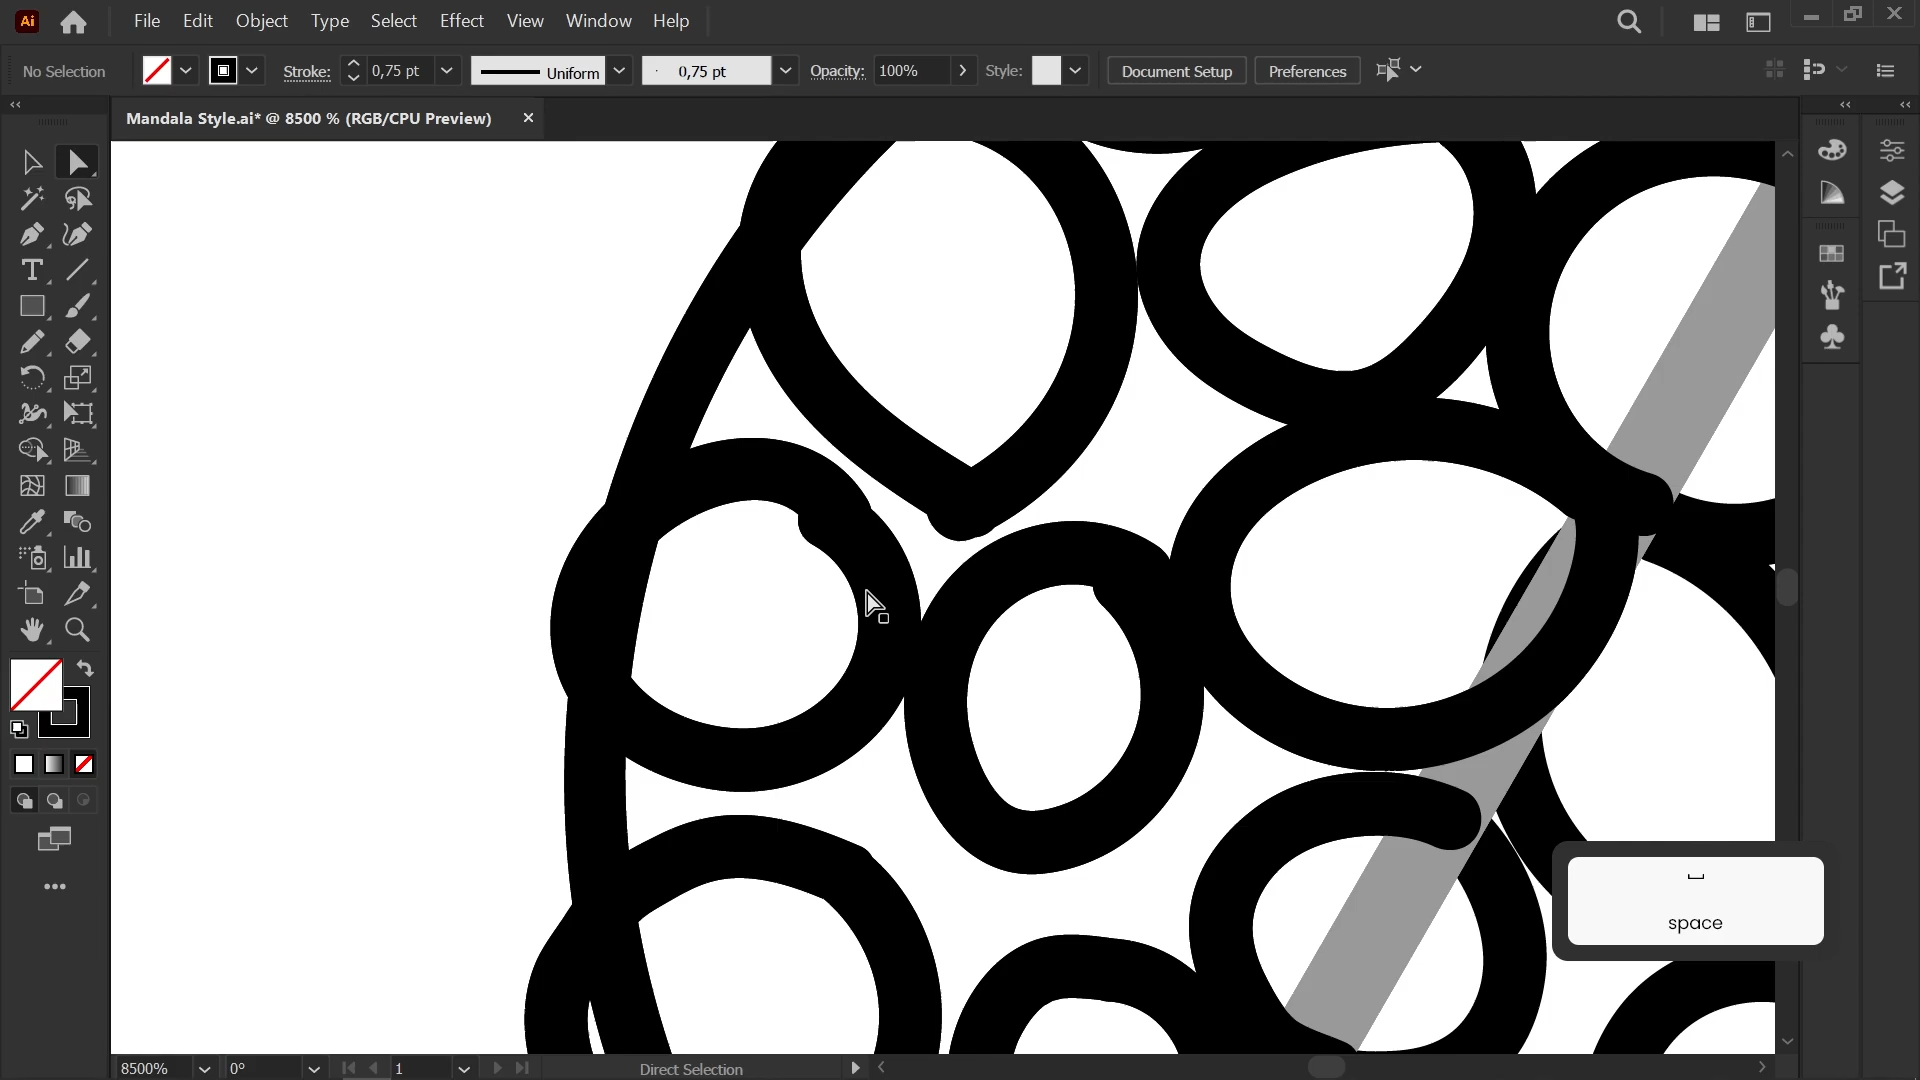 Ai
File Edit Object Type Select Effect View Window Help
No Selection Stroke: 0,75 pt Uniform 0,75 pt Opacity: 100% Style: Document Setup Preferences
Mandala Style.ai* @ 8500 % (RGB/CPU Preview)
space
8500% 0° 1 Direct Selection